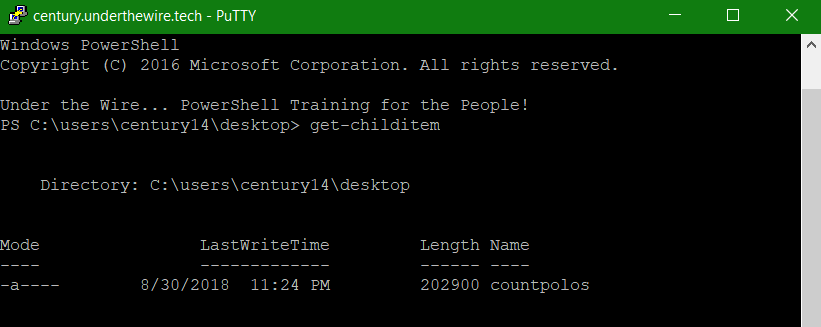 century.underthewire.tech - PuTTY
Windows PowerShell
Copyright (C) 2016 Microsoft Corporation. All rights reserved.
Under the Wire... PowerShell Training for the People!
PS C:\users\century14\desktop> get-childitem
Directory: C:\users\century14\desktop
Mode LastWriteTime Length Name
---- ------------- ------ ----
-a---- 8/30/2018 11:24 PM 202900 countpolos